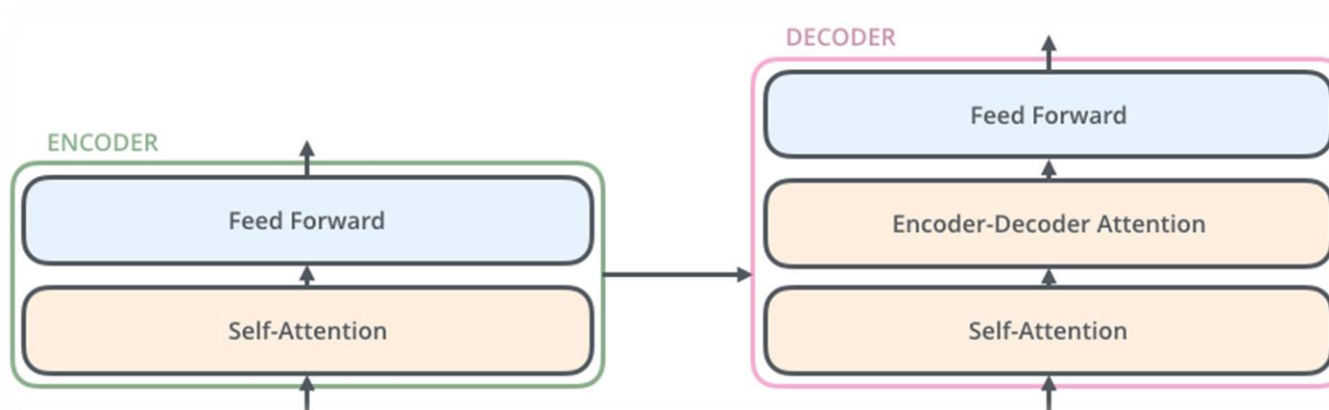 ENCODER
Feed Forward
Self-Attention
DECODER
Feed Forward
Encoder-Decoder Attention
Self-Attention